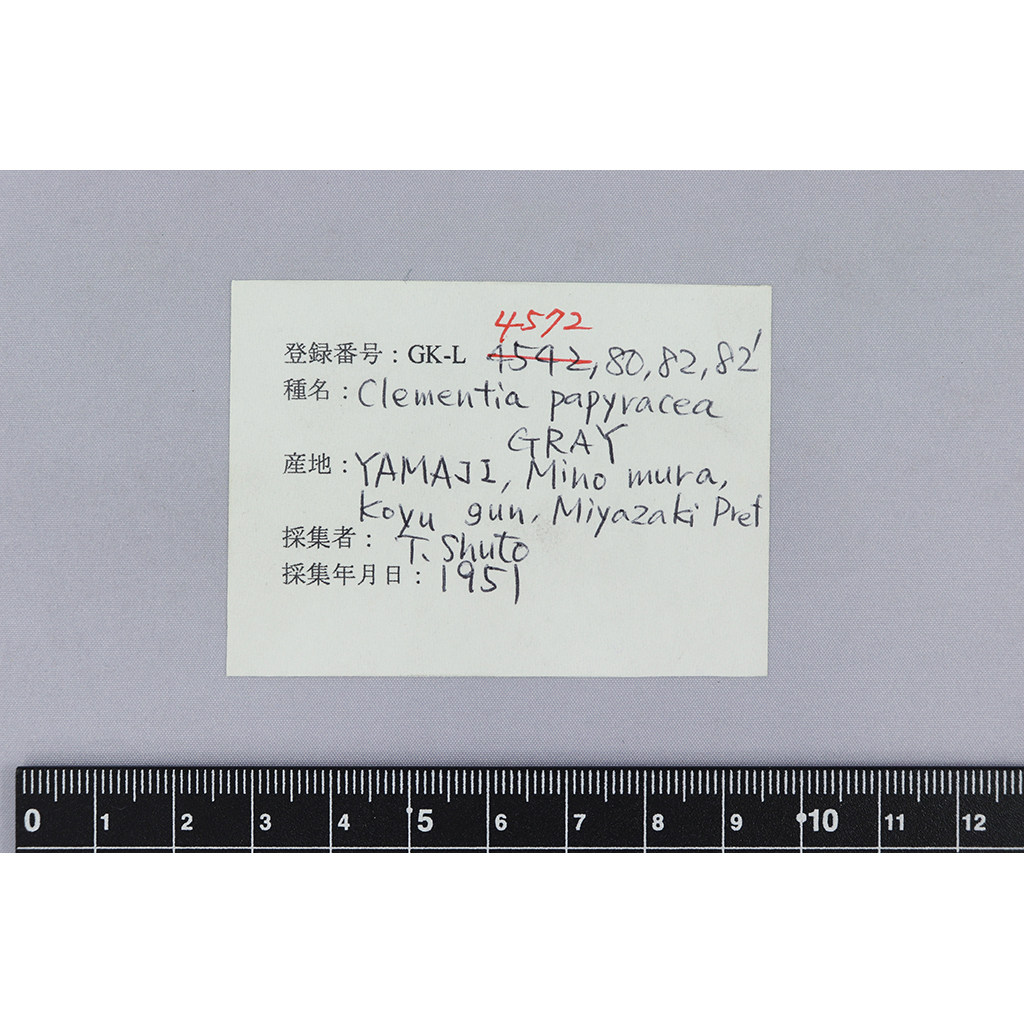 4572
登録番号：GK-L 4542, 80, 82, 82'
種名：Clementia papyracea
GRAY
産地：YAMAJI, Mino mura,
Koyu gun, Miyazaki Pref
採集者： T. Shuto
採集年月日：1951
0 1 2 3 4 5 6 7 8 9 10 11 12